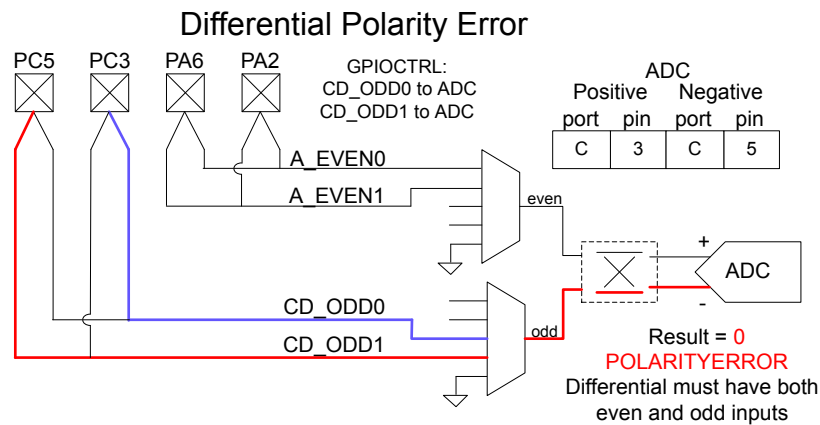 Differential Polarity Error
PC5 PC3 PA6 PA2
GPIOCTRL:
CD_ODD0 to ADC
CD_ODD1 to ADC
ADC
Positive Negative
port pin port pin
C 3 C 5
A_EVEN0
A_EVEN1
even
+
ADC
-
CD_ODD0
odd
CD_ODD1
Result = 0
POLARITYERROR
Differential must have both
even and odd inputs